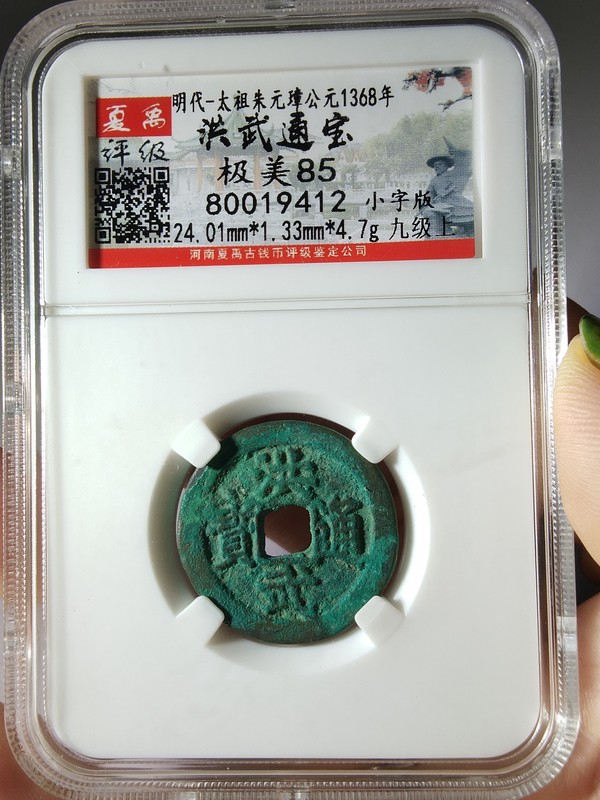 夏禹
评级
明代-太祖朱元璋公元1368年
洪武通宝
极美85
80019412 小字版
24.01mm*1.33mm*4.7g 九级上
河南夏禹古钱币评级鉴定公司
洪武通寶